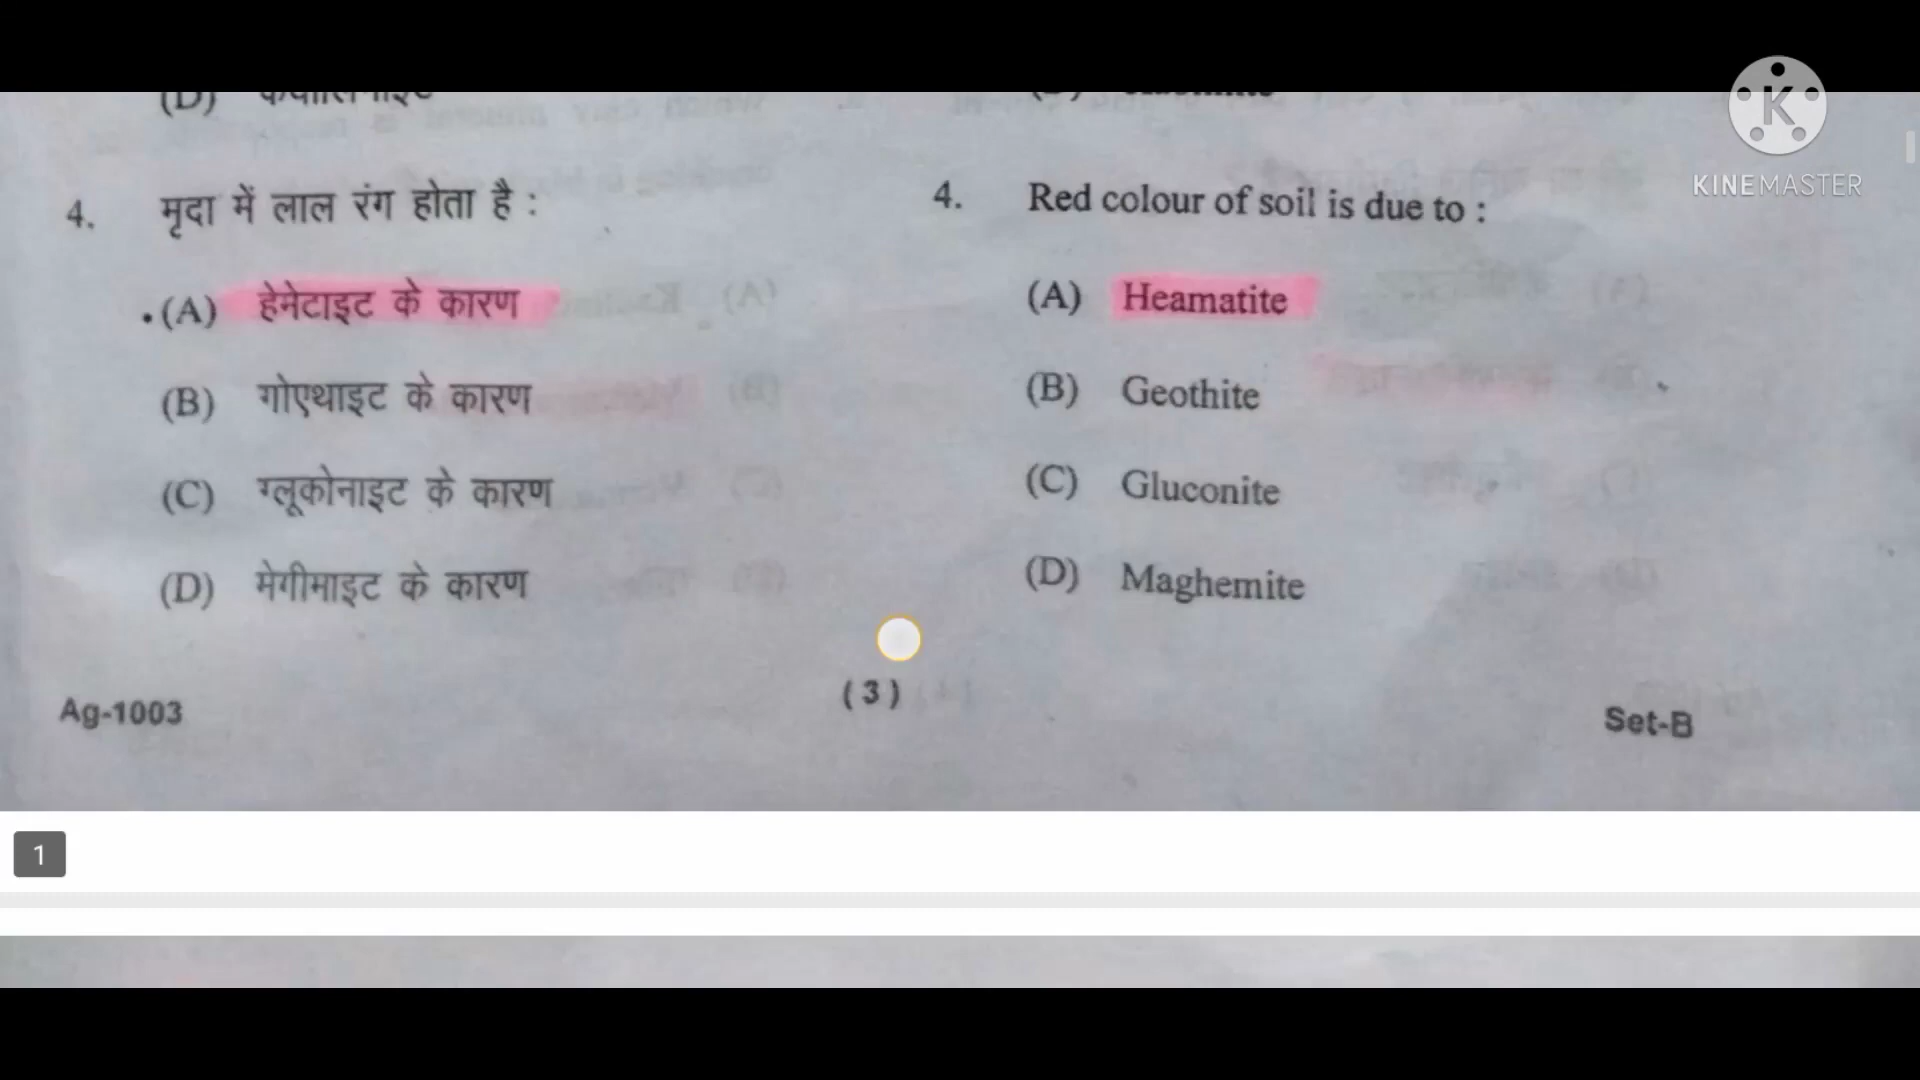 (D)
4. मृदा में लाल रंग होता है :
(A) हेमेटाइट के कारण
(B) गोएथाइट के कारण
(C) ग्लूकोनाइट के कारण
(D) मेगीमाइट के कारण
4. Red colour of soil is due to :
(A) Heamatite
(B) Geothite
(C) Gluconite
(D) Maghemite
Ag-1003
( 3 )
Set-B
1
K
KINEMASTER